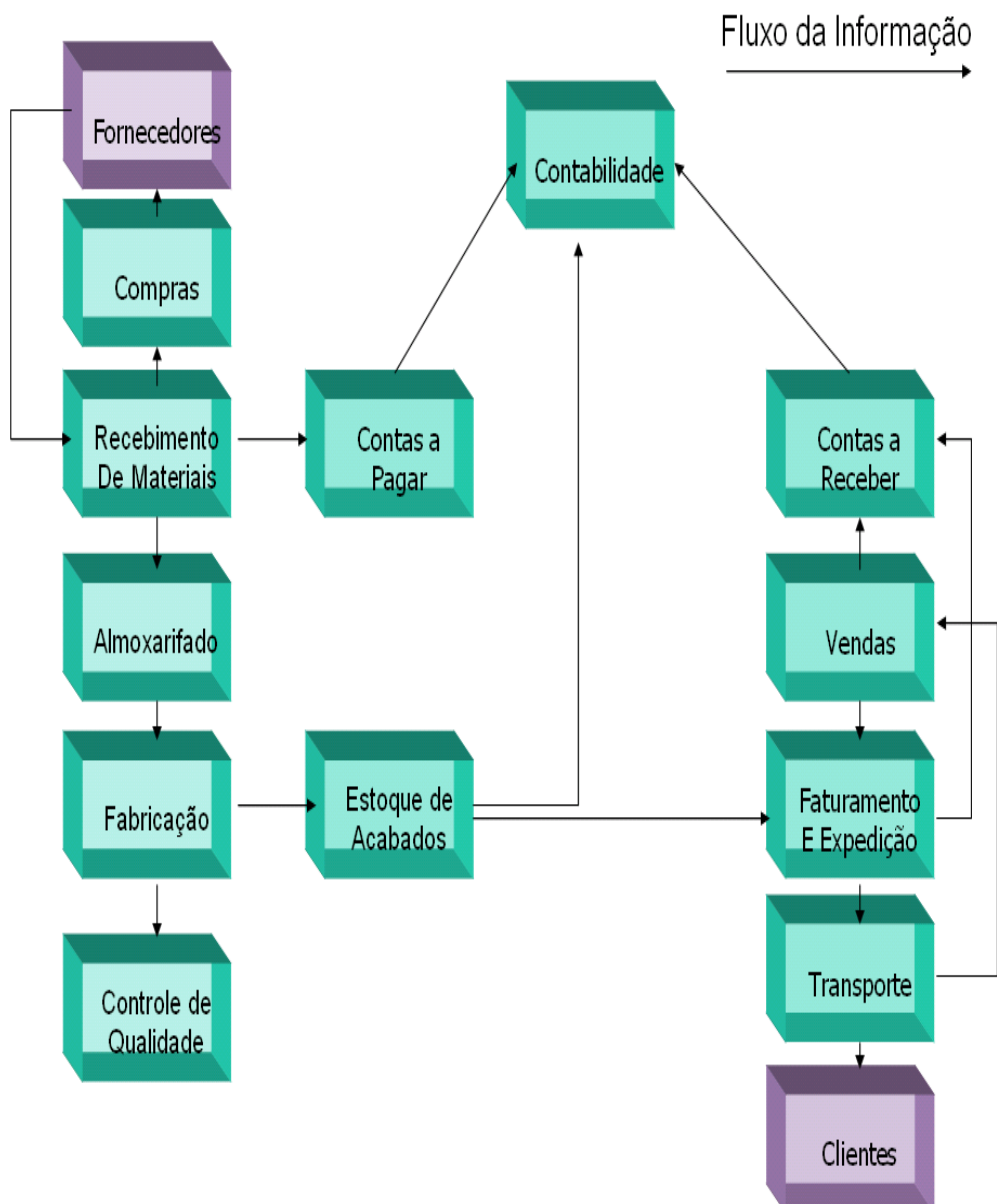 Fluxo da Informação
Fornecedores
Contabilidade
Compras
Recebimento
De Materiais
Contas a
Pagar
Contas a
Receber
Almoxarifado
Vendas
Fabricação
Estoque de
Acabados
Faturamento
E Expedição
Controle de
Qualidade
Transporte
Clientes